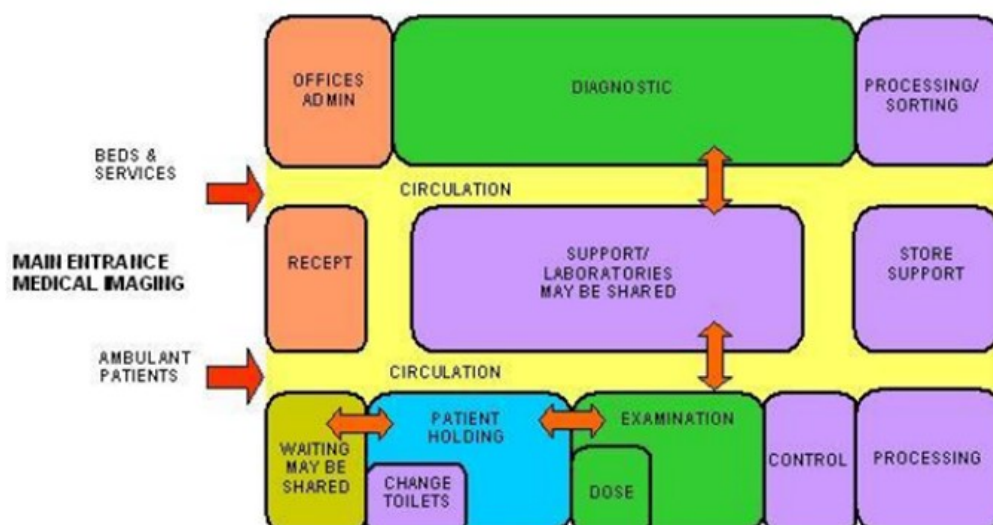 OFFICES
ADMIN
DIAGNOSTIC
PROCESSING/
SORTING
BEDS &
SERVICES
CIRCULATION
MAIN ENTRANCE
MEDICAL IMAGING
RECEPT
SUPPORT/
LABORATORIES
MAY BE SHARED
STORE
SUPPORT
AMBULANT
PATIENTS
CIRCULATION
WAITING
MAY BE
SHARED
PATIENT
HOLDING
CHANGE
TOILETS
EXAMINATION
DOSE
CONTROL
PROCESSING